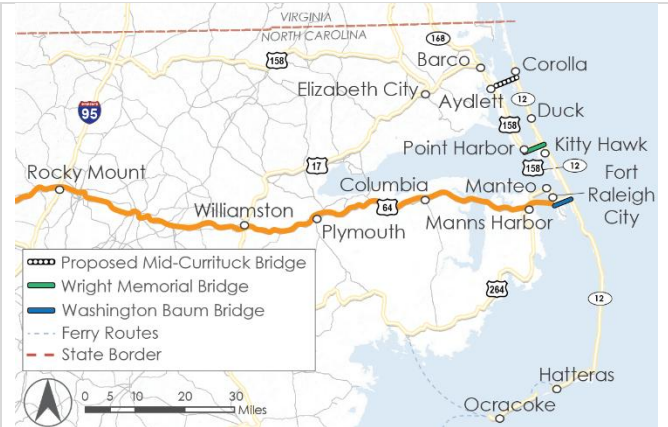 VIRGINIA
NORTH CAROLINA
168
158
Barco
Corolla
Elizabeth City
Aydlett
12
95
158
Duck
Point Harbor
Kitty Hawk
17
158
12
Rocky Mount
Columbia
Manteo
Fort
Raleigh
City
64
Williamston
Plymouth
Manns Harbor
Proposed Mid-Currituck Bridge
Wright Memorial Bridge
Washington Baum Bridge
Ferry Routes
State Border
264
12
Hatteras
Ocracoke
0 5 10 20 30
Miles